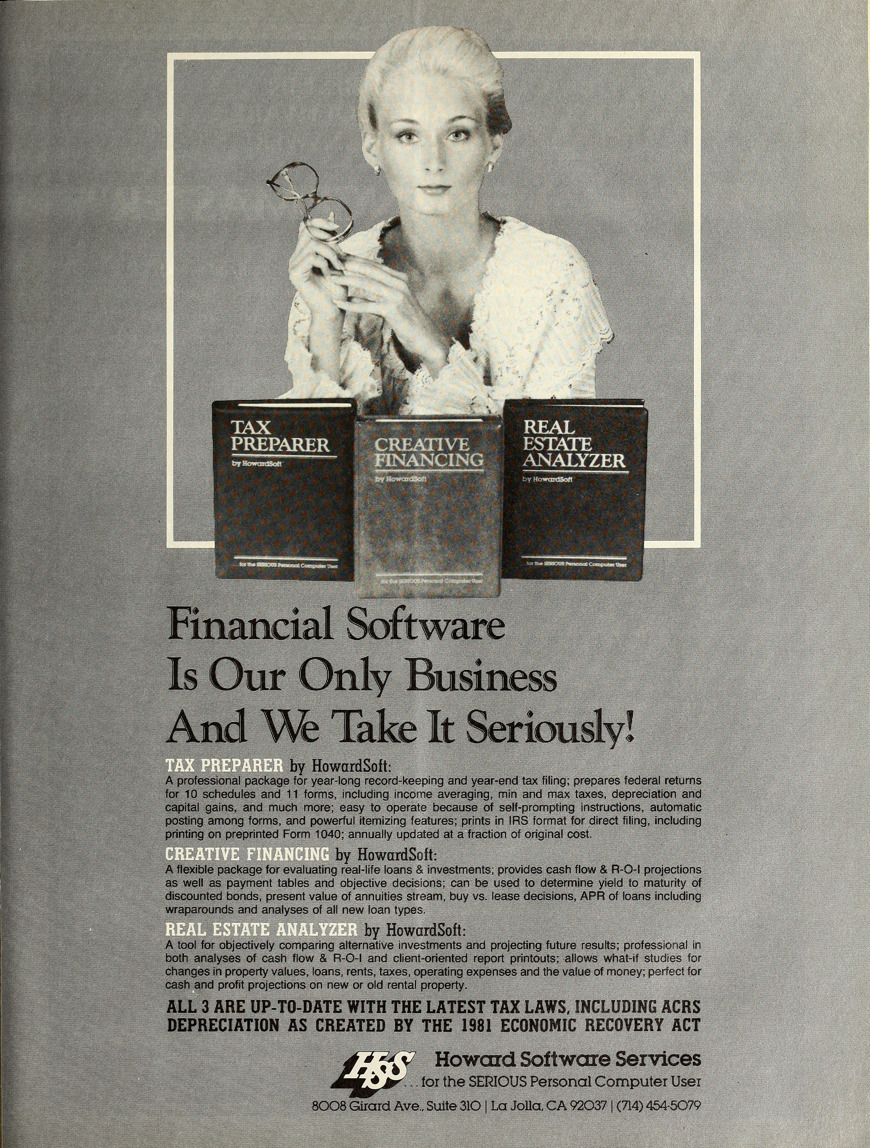 TAX
PREPARER
by HowardSoft
for the SERIOUS Personal Computer User
CREATIVE
FINANCING
by HowardSoft
for the SERIOUS Personal Computer User
REAL
ESTATE
ANALYZER
by HowardSoft
for the SERIOUS Personal Computer User
Financial Software
Is Our Only Business
And We Take It Seriously!
TAX PREPARER by HowardSoft:
A professional package for year-long record-keeping and year-end tax filing; prepares federal returns
for 10 schedules and 11 forms, including income averaging, min and max taxes, depreciation and
capital gains, and much more; easy to operate because of self-prompting instructions, automatic
posting among forms, and powerful itemizing features; prints in IRS format for direct filing, including
printing on preprinted Form 1040; annually updated at a fraction of original cost.
CREATIVE FINANCING by HowardSoft:
A flexible package for evaluating real-life loans & investments; provides cash flow & R-O-I projections
as well as payment tables and objective decisions; can be used to determine yield to maturity of
discounted bonds, present value of annuities stream, buy vs. lease decisions, APR of loans including
wraparounds and analyses of all new loan types.
REAL ESTATE ANALYZER by HowardSoft:
A tool for objectively comparing alternative investments and projecting future results; professional in
both analyses of cash flow & R-O-I and client-oriented report printouts; allows what-if studies for
changes in property values, loans, rents, taxes, operating expenses and the value of money; perfect for
cash and profit projections on new or old rental property.
ALL 3 ARE UP-TO-DATE WITH THE LATEST TAX LAWS, INCLUDING ACRS
DEPRECIATION AS CREATED BY THE 1981 ECONOMIC RECOVERY ACT
HSS
Howard Software Services
...for the SERIOUS Personal Computer User
8008 Girard Ave., Suite 310 | La Jolla, CA 92037 | (714) 454-5079